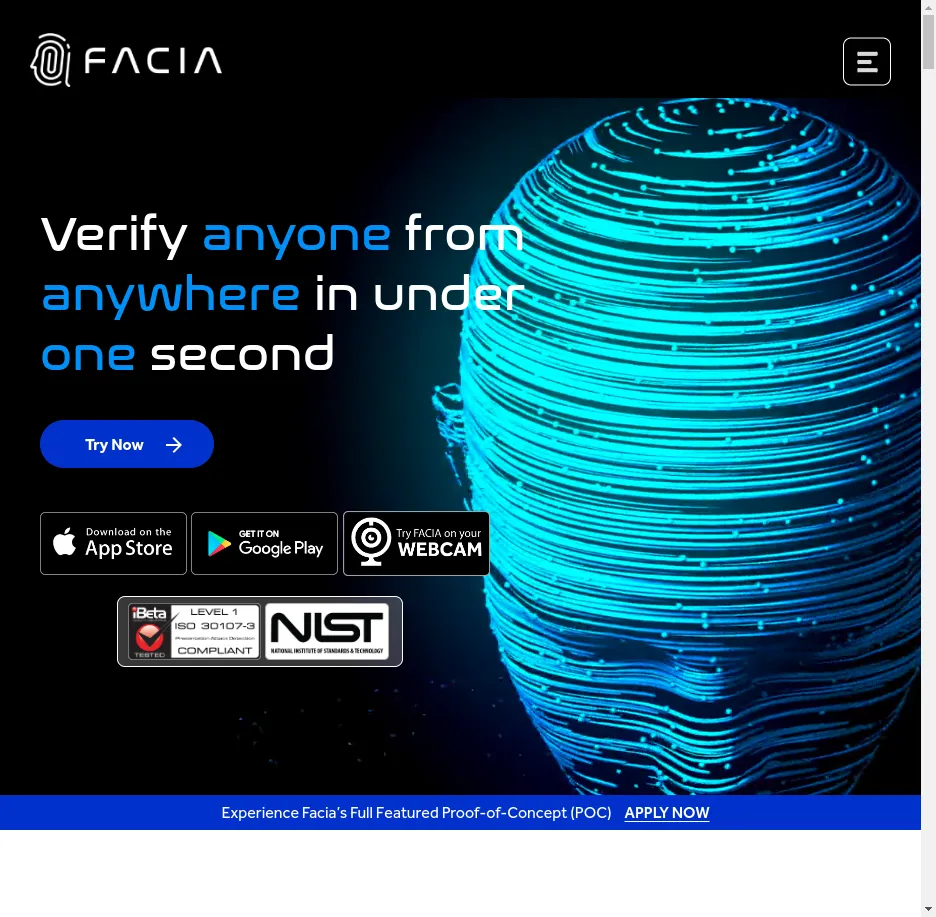 FACIA
Verify anyone from
anywhere in under
one second
Try Now
Download on the
App Store
GET IT ON
Google Play
Try FACIA on your
WEBCAM
iBeta
TESTED
LEVEL 1
ISO 30107-3
Presentation Attack Detection
COMPLIANT
NIST
NATIONAL INSTITUTE OF STANDARDS & TECHNOLOGY
Experience Facia’s Full Featured Proof-of-Concept (POC) APPLY NOW